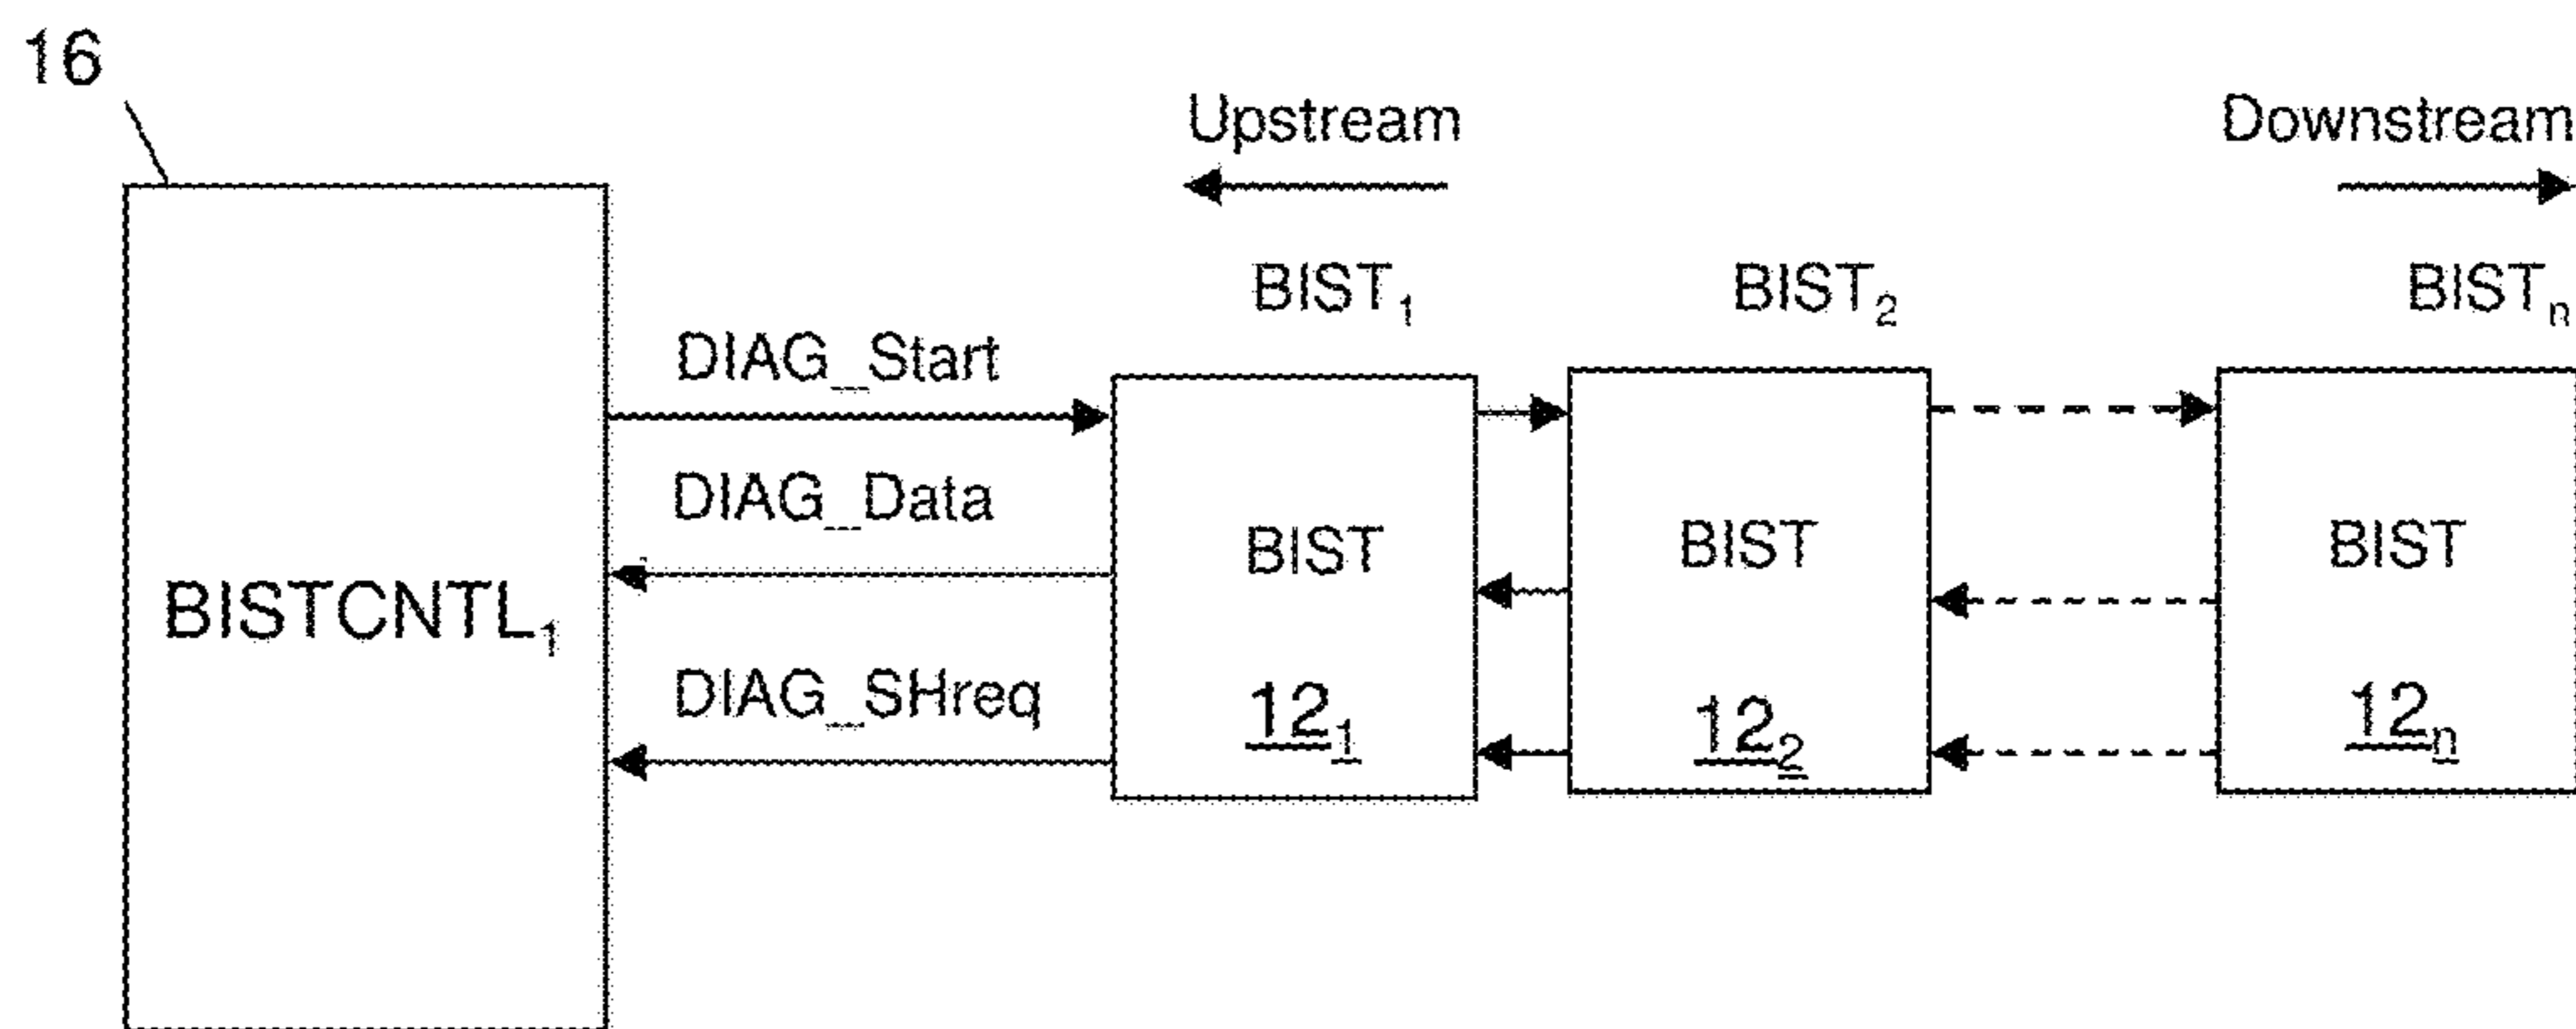 16
Upstream
Downstream
BIST₁
BIST₂
BISTₙ
DIAG_Start
DIAG_Data
DIAG_SHreq
BISTCNTL₁
BIST
12₁
BIST
12₂
BIST
12ₙ